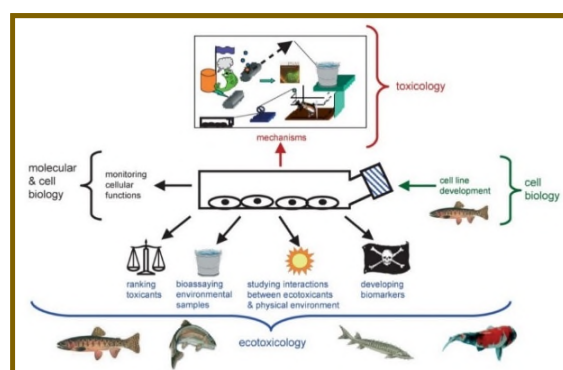 toxicology
mechanisms
molecular
& cell
biology
monitoring
cellular
functions
cell line
development
cell
biology
ranking
toxicants
bioassaying
environmental
samples
studying interactions
between ecotoxicants
& physical environment
developing
biomarkers
ecotoxicology